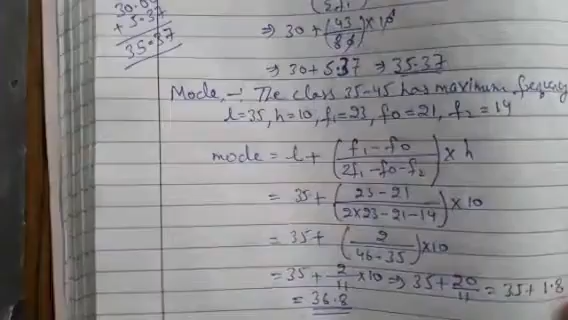 30.00
+ 5.37
35.37
⇒ 30 + (43/80) × 10
⇒ 30 + 5.37 ⇒ 35.37
Mode :- The class 35-45 has maximum frequency
l=35, h=10, f₁=23, f0=21, f₂=14
mode = l + (f₁-f0 / 2f₁-f0-f₂) × h
= 35 + (23-21 / 2×23-21-14) × 10
= 35 + (2 / 46-35) × 10
= 35 + 2/11 × 10 ⇒ 35 + 20/11 = 35 + 1.8
= 36.8